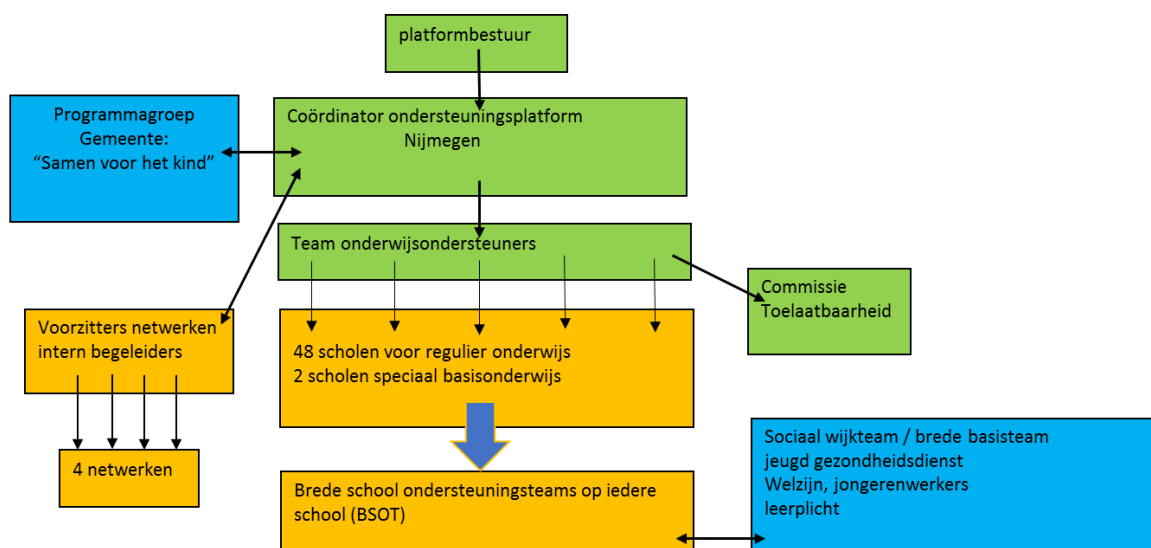 platformbestuur
Programmagroep
Gemeente:
“Samen voor het kind”
Coördinator ondersteuningsplatform
Nijmegen
Team onderwijsondersteuners
Commissie
Toelaatbaarheid
Voorzitters netwerken
intern begeleiders
48 scholen voor regulier onderwijs
2 scholen speciaal basisonderwijs
4 netwerken
Brede school ondersteuningsteams op iedere
school (BSOT)
Sociaal wijkteam / brede basisteam
jeugd gezondheidsdienst
Welzijn, jongerenwerkers
leerplicht